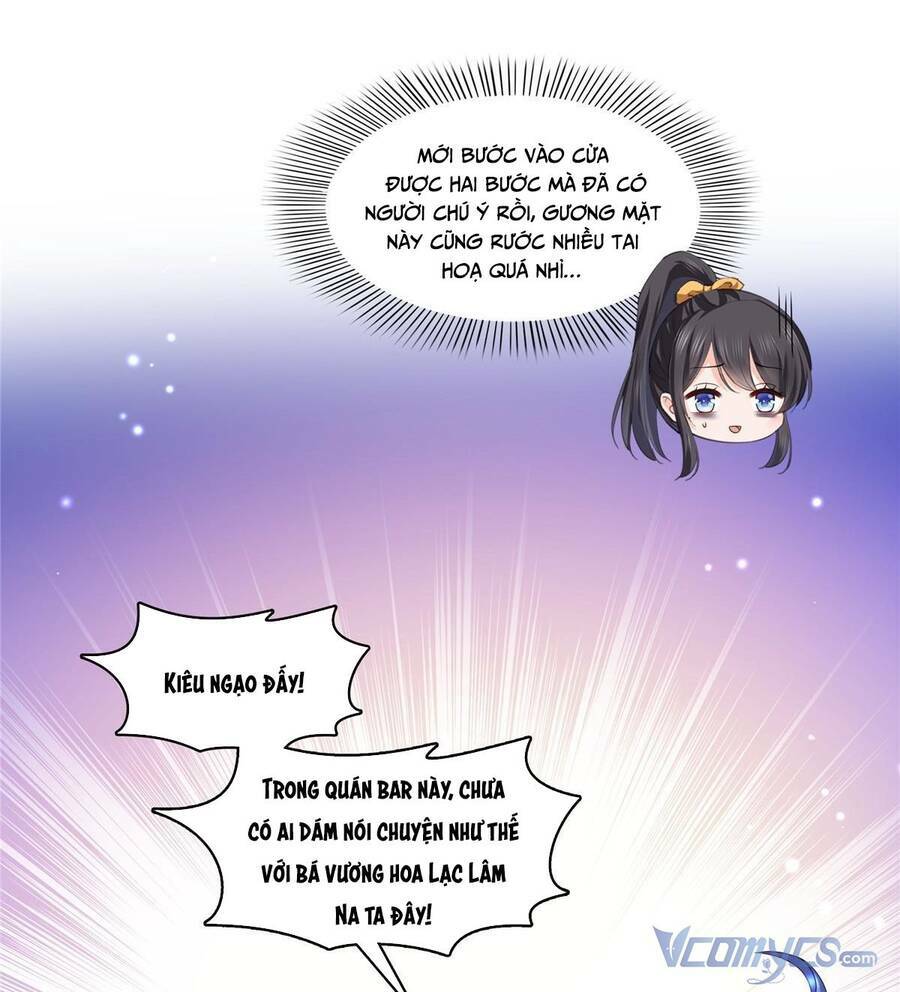 MỚI BƯỚC VÀO CỬA
ĐƯỢC HAI BƯỚC MÀ ĐÃ CÓ
NGƯỜI CHÚ Ý RỒI, GƯƠNG MẶT
NÀY CŨNG RƯỚC NHIỀU TAI
HOẠ QUÁ NHỈ...
KIÊU NGẠO ĐẤY!
TRONG QUÁN BAR NÀY, CHƯA
CÓ AI DÁM NÓI CHUYỆN NHƯ THẾ
VỚI BÁ VƯƠNG HOA LẠC LÂM
NA TA ĐÂY!
VCOMYCS.com